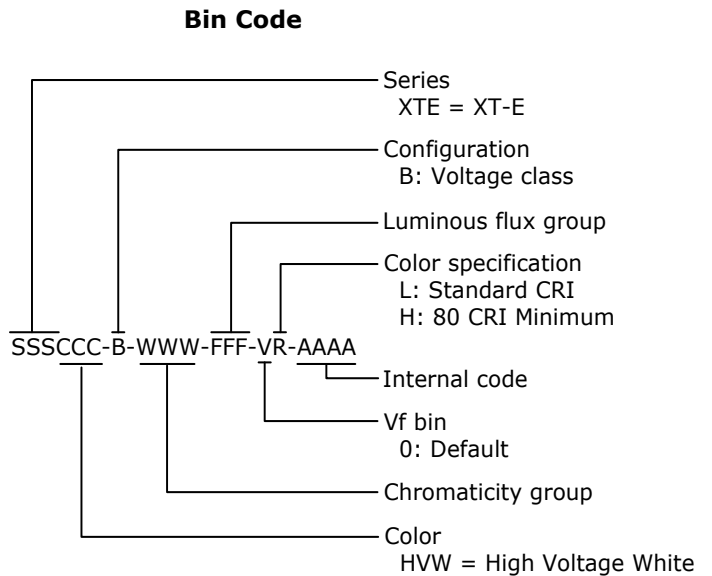 Bin Code
Series
XTE = XT-E
Configuration
B: Voltage class
Luminous flux group
Color specification
L: Standard CRI
H: 80 CRI Minimum
SSSCCC-B-WWW-FFF-VR-AAAA
Internal code
Vf bin
0: Default
Chromaticity group
Color
HVW = High Voltage White